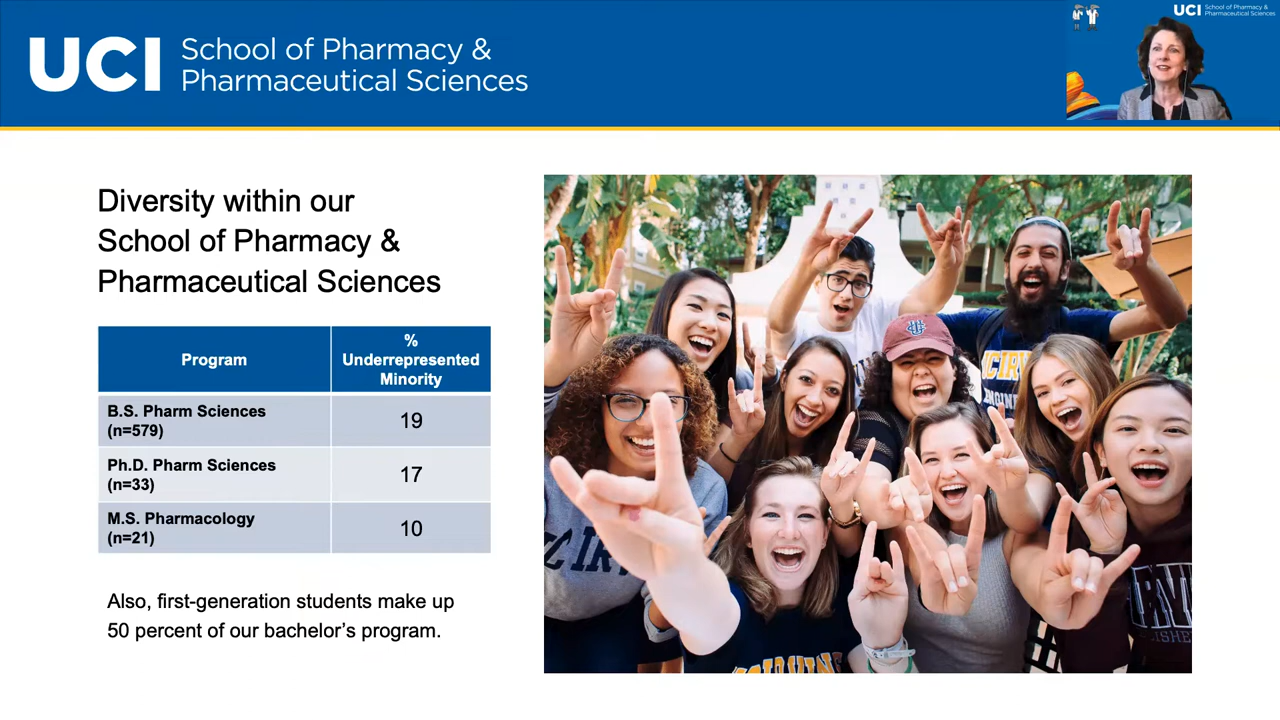 UCI
School of Pharmacy &
Pharmaceutical Sciences
UCI
School of Pharmacy &
Pharmaceutical Sciences
Diversity within our
School of Pharmacy &
Pharmaceutical Sciences
Program
%
Underrepresented
Minority
B.S. Pharm Sciences
(n=579)
19
Ph.D. Pharm Sciences
(n=33)
17
M.S. Pharmacology
(n=21)
10
Also, first-generation students make up
50 percent of our bachelor's program.